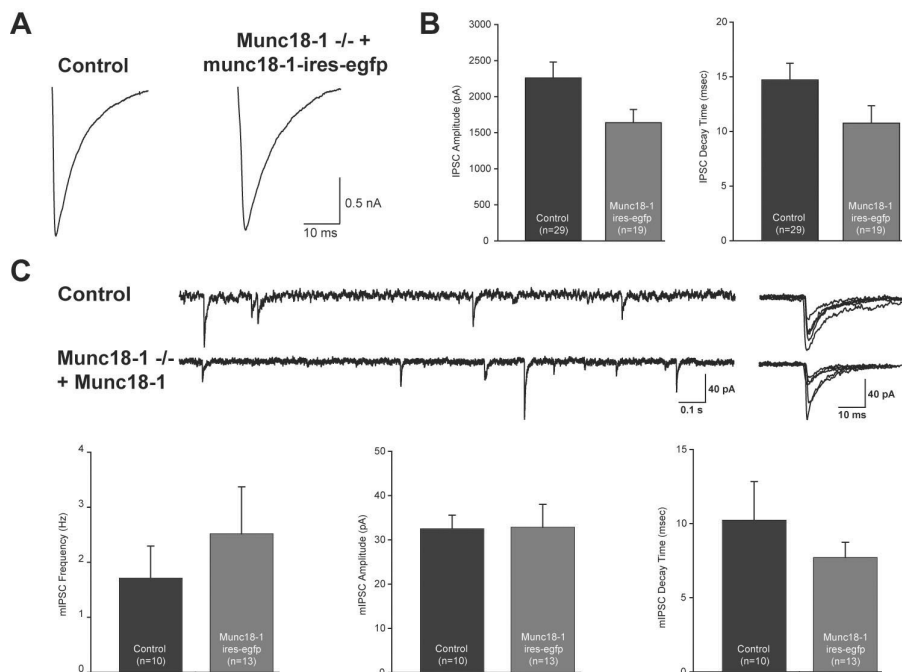 A
Control
Munc18-1 -/- +
munc18-1-ires-egfp
0.5 nA
10 ms
B
IPSC Amplitude (pA)
3000
2500
2000
1500
1000
500
0
Control
(n=29)
Munc18-1
ires-egfp
(n=19)
IPSC Decay Time (msec)
20
15
10
5
0
Control
(n=29)
Munc18-1
ires-egfp
(n=19)
C
Control
Munc18-1 -/-
+ Munc18-1
40 pA
0.1 s
40 pA
10 ms
mIPSC Frequency (Hz)
4
3
2
1
0
Control
(n=10)
Munc18-1
ires-egfp
(n=13)
mIPSC Amplitude (pA)
50
40
30
20
10
0
Control
(n=10)
Munc18-1
ires-egfp
(n=13)
mIPSC Decay Time (msec)
15
10
5
0
Control
(n=10)
Munc18-1
ires-egfp
(n=13)